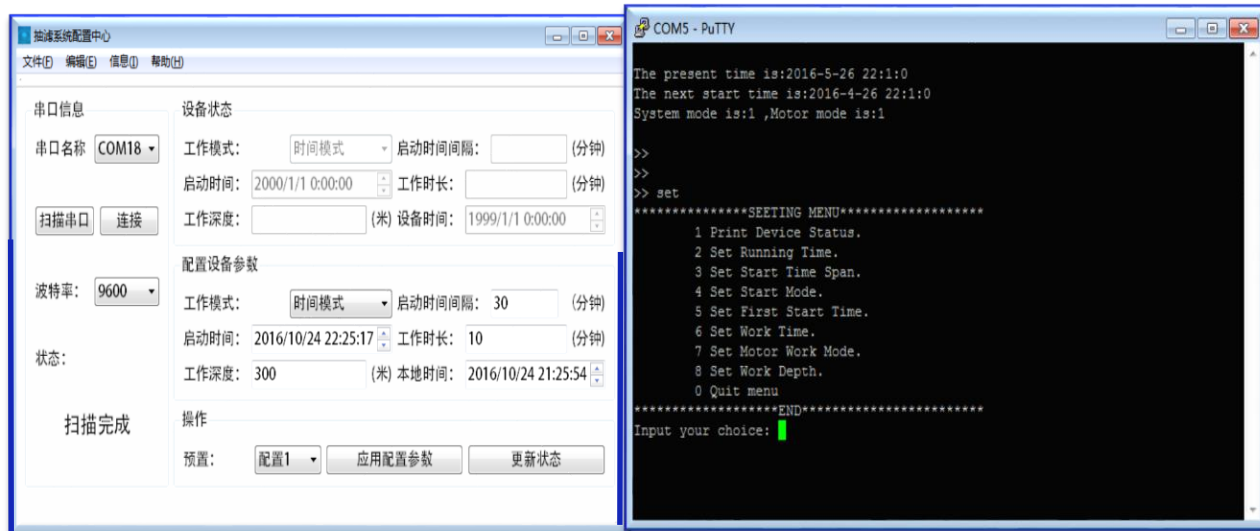 抽滤系统配置中心
文件(F) 编辑(E) 信息(I) 帮助(H)
串口信息
串口名称 COM18
扫描串口 连接
波特率： 9600
状态：
扫描完成
设备状态
工作模式： 时间模式 启动时间间隔： (分钟)
启动时间： 2000/1/1 0:00:00 工作时长： (分钟)
工作深度： (米) 设备时间： 1999/1/1 0:00:00
配置设备参数
工作模式： 时间模式 启动时间间隔： 30 (分钟)
启动时间： 2016/10/24 22:25:17 工作时长： 10 (分钟)
工作深度： 300 (米) 本地时间： 2016/10/24 21:25:54
操作
预置： 配置1 应用配置参数 更新状态
COM5 - PuTTY
The present time is:2016-5-26 22:1:0
The next start time is:2016-4-26 22:1:0
System mode is:1 ,Motor mode is:1
>>
>>
>> set
***************SEETING MENU*******************
1 Print Device Status.
2 Set Running Time.
3 Set Start Time Span.
4 Set Start Mode.
5 Set First Start Time.
6 Set Work Time.
7 Set Motor Work Mode.
8 Set Work Depth.
0 Quit menu
*******************END************************
Input your choice: